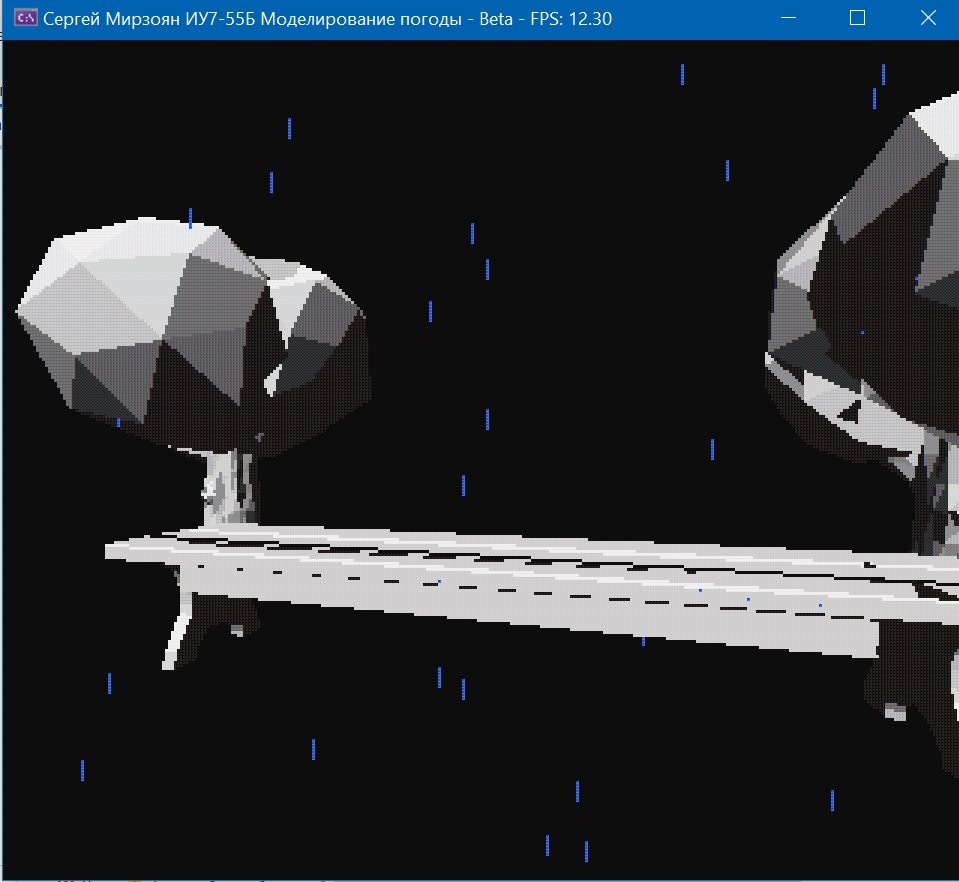 Сергей Мирзоян ИУ7-55Б Моделирование погоды - Beta - FPS: 12.30